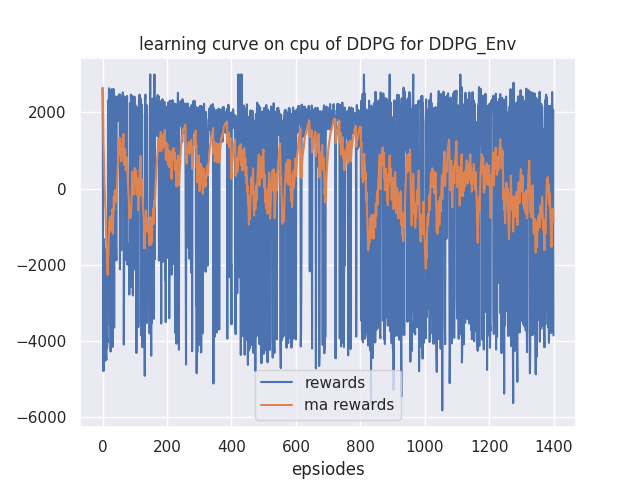 learning curve on cpu of DDPG for DDPG_Env
2000
0
−2000
−4000
−6000
rewards
ma rewards
0 200 400 600 800 1000 1200 1400
epsiodes